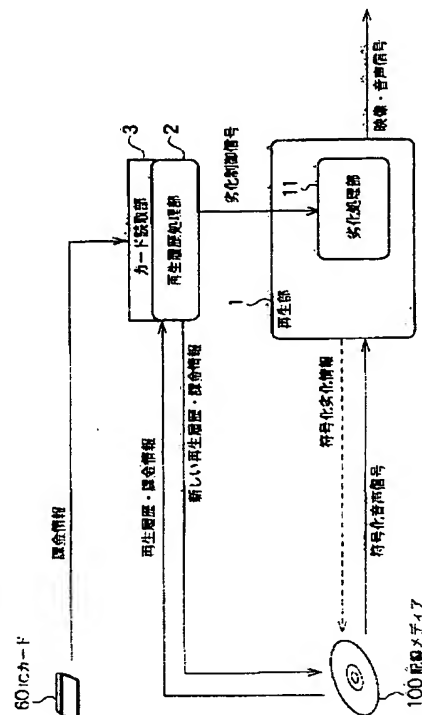 60 ICカード
課金情報
3
カード読取部
2
再生履歴処理部
再生履歴・課金情報
新しい再生履歴・課金情報
劣化制御信号
1
再生部
11
劣化処理部
映像・音声信号
符号化劣化情報
符号化音声信号
100 記録メディア